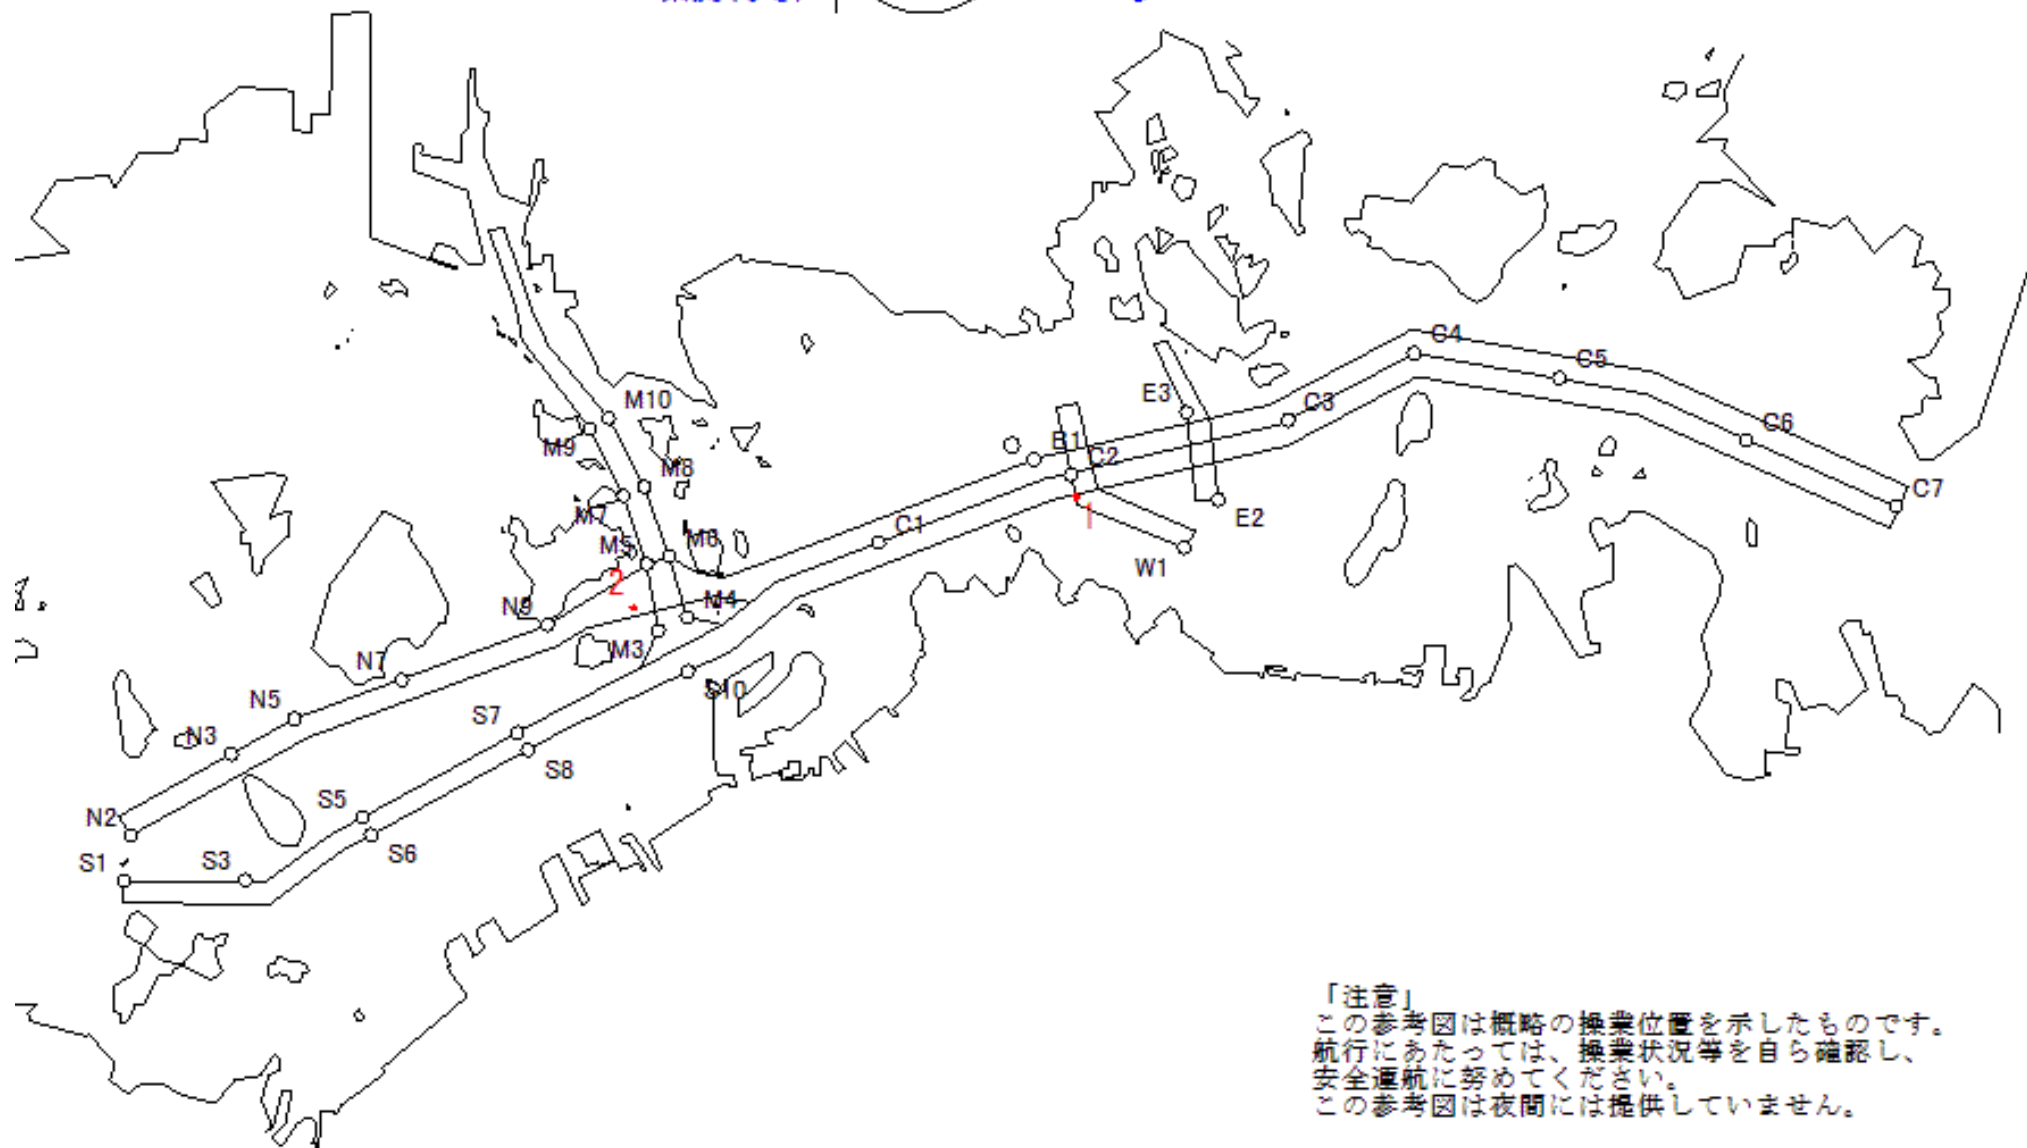 C4
C5
M10
E3
C3
C6
M9
B1
M8
C2
C7
M7
1
E2
C1
M5
M6
W1
2
N9
M4
M3
N7
S10
N5
S7
N3
S8
S5
N2
S6
S1
S3
「注意」
この参考図は概略の操業位置を示したものです。
航行にあたっては、操業状況等を自ら確認し、
安全運航に努めてください。
この参考図は夜間には提供していません。